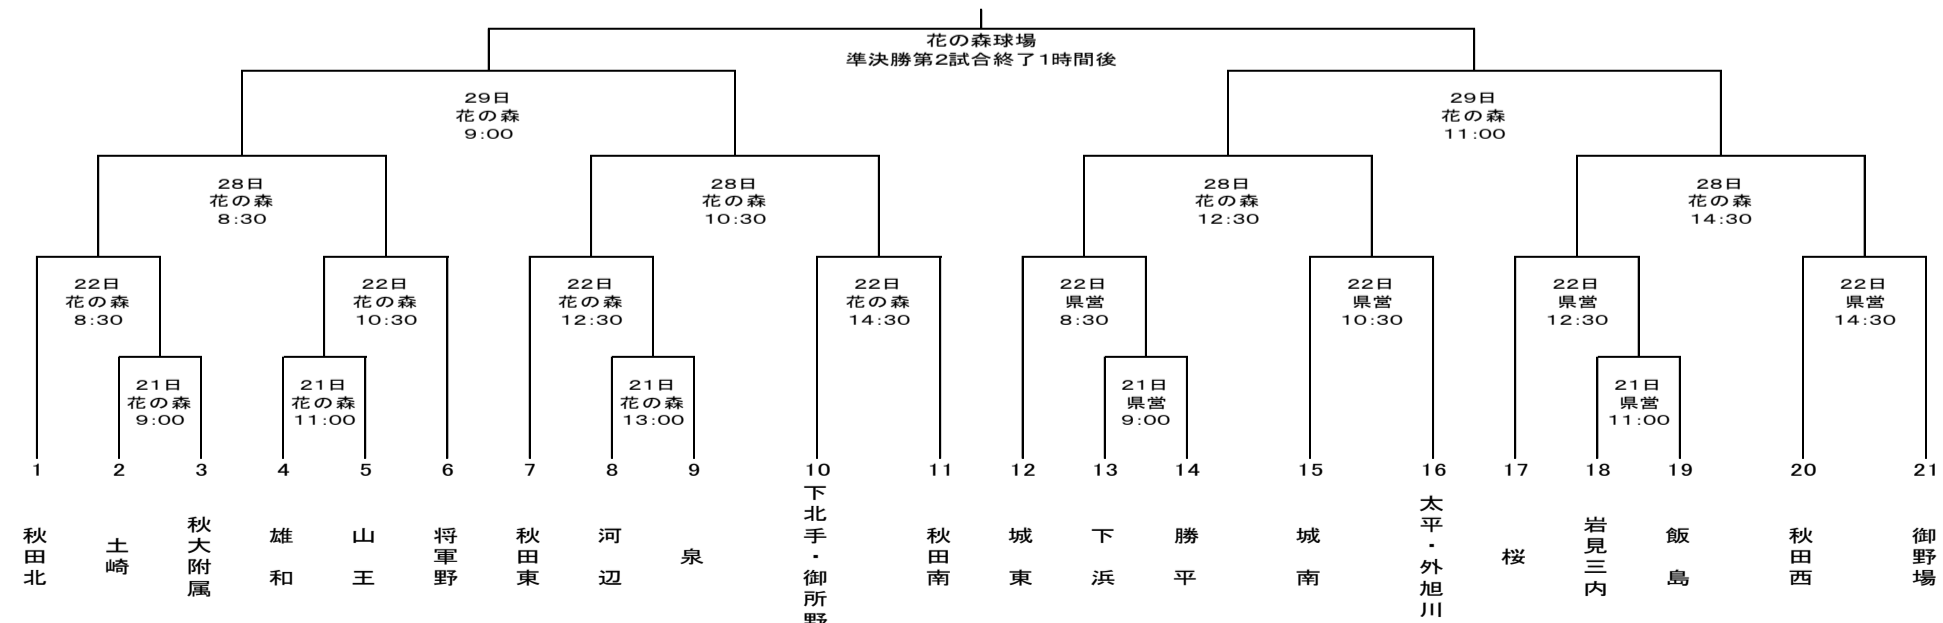 花の森球場
準決勝第2試合終了1時間後
29日
花の森
9:00
29日
花の森
11:00
28日
花の森
8:30
28日
花の森
10:30
28日
花の森
12:30
28日
花の森
14:30
22日
花の森
8:30
22日
花の森
10:30
22日
花の森
12:30
22日
花の森
14:30
22日
県営
8:30
22日
県営
10:30
22日
県営
12:30
22日
県営
14:30
21日
花の森
9:00
21日
花の森
11:00
21日
花の森
13:00
21日
県営
9:00
21日
県営
11:00
1 2 3 4 5 6 7 8 9 10 11 12 13 14 15 16 17 18 19 20 21
秋田北
土崎
秋大附属
雄和
山王
将軍野
秋田東
河辺
泉
下北手・御所野
秋田南
城東
下浜
勝平
城南
太平・外旭川
桜
岩見三内
飯島
秋田西
御野場